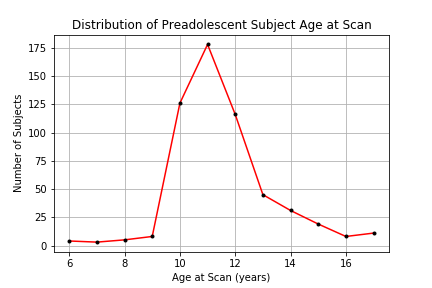 Distribution of Preadolescent Subject Age at Scan
175
150
125
100
75
50
25
0
Number of Subjects
6 8 10 12 14 16
Age at Scan (years)